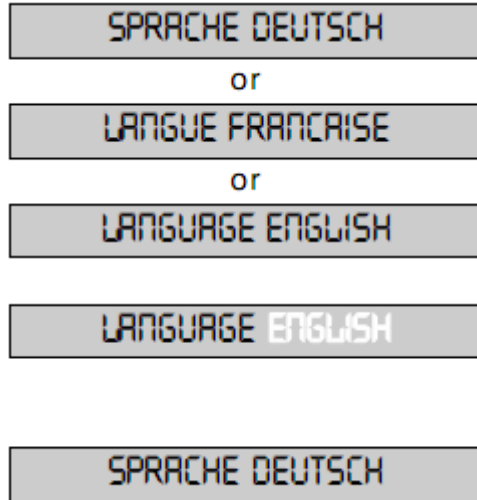 SPRACHE DEUTSCH
or
LANGUE FRANCAISE
or
LANGUAGE ENGLISH
LANGUAGE ENGLISH
SPRACHE DEUTSCH